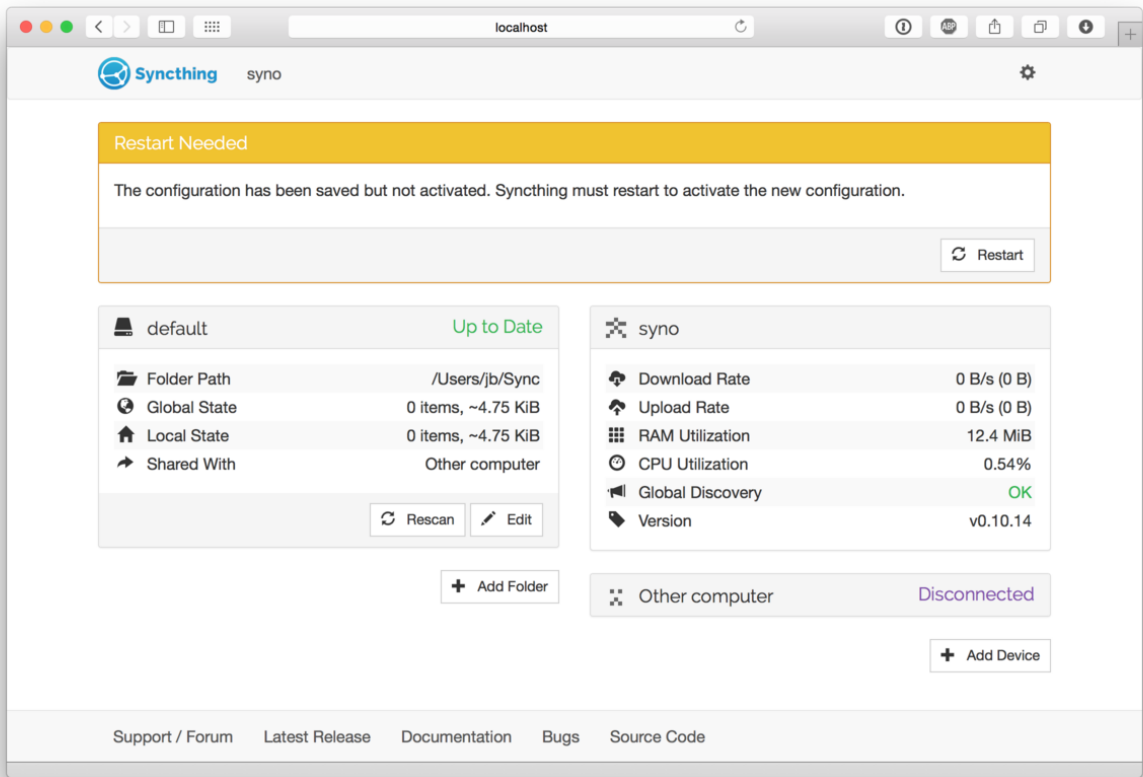 localhost
ABP
Syncthing syno
Restart Needed
The configuration has been saved but not activated. Syncthing must restart to activate the new configuration.
Restart
default Up to Date
Folder Path /Users/jb/Sync
Global State 0 items, ~4.75 KiB
Local State 0 items, ~4.75 KiB
Shared With Other computer
Rescan Edit
Add Folder
syno
Download Rate 0 B/s (0 B)
Upload Rate 0 B/s (0 B)
RAM Utilization 12.4 MiB
CPU Utilization 0.54%
Global Discovery OK
Version v0.10.14
Other computer Disconnected
Add Device
Support / Forum Latest Release Documentation Bugs Source Code